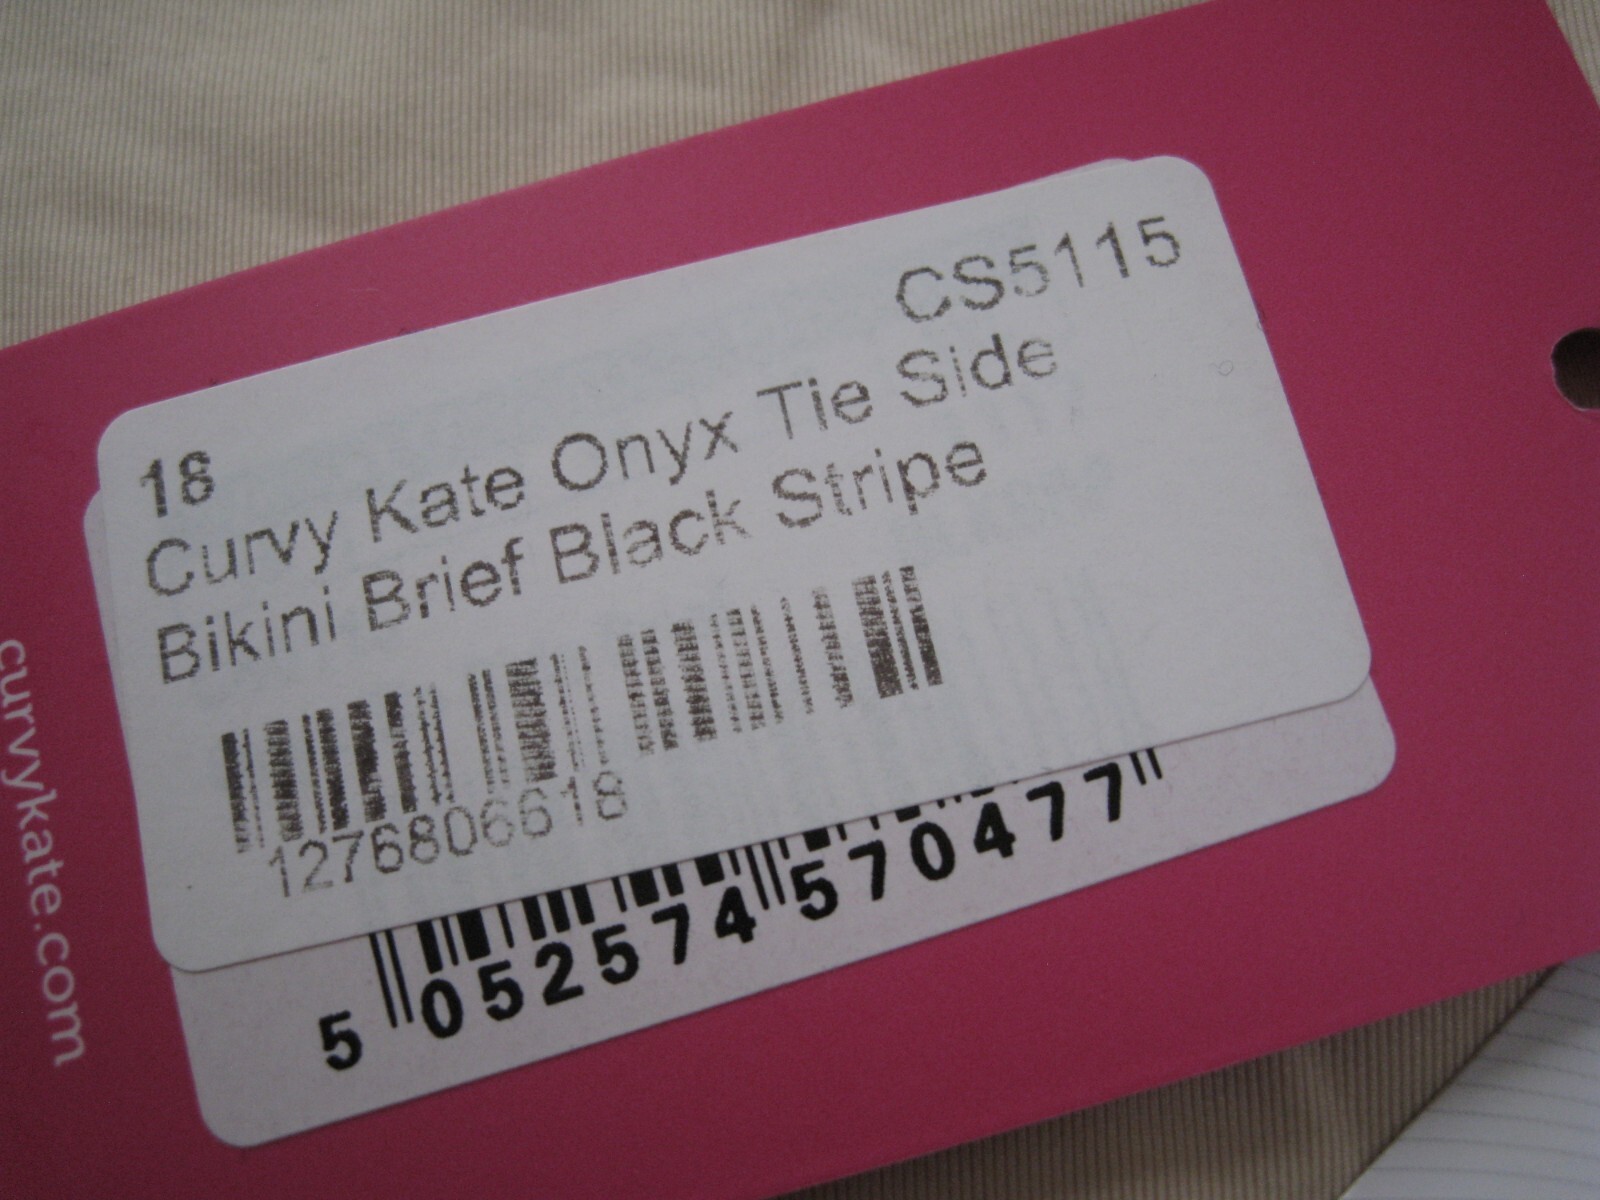 CS5115
18
Curvy Kate Onyx Tie Side
Bikini Brief Black Stripe
1276806618
5 052574 570477
curvykate.com